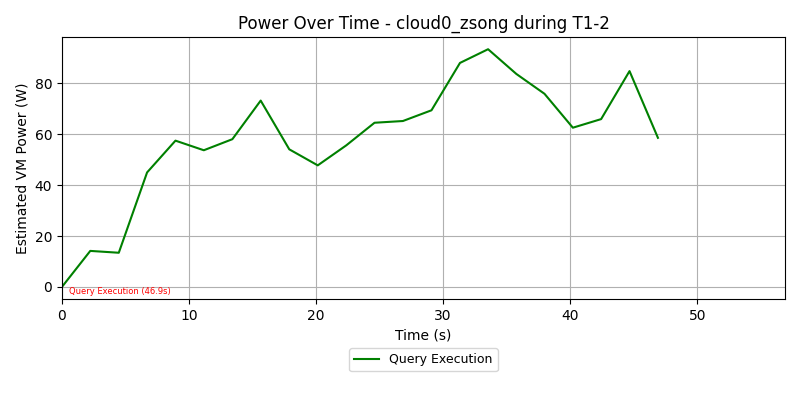 Power Over Time - cloud0_zsong during T1-2
Estimated VM Power (W)
80
60
40
20
0
Query Execution (46.9s)
0 10 20 30 40 50
Time (s)
Query Execution